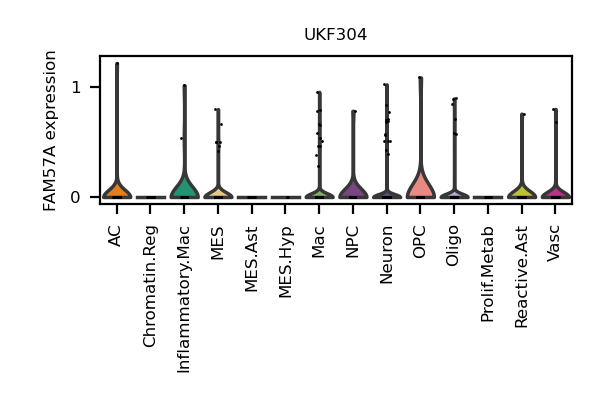 UKF304
FAM57A expression
1
0
AC
Chromatin.Reg
Inflammatory.Mac
MES
MES.Ast
MES.Hyp
Mac
NPC
Neuron
OPC
Oligo
Prolif.Metab
Reactive.Ast
Vasc